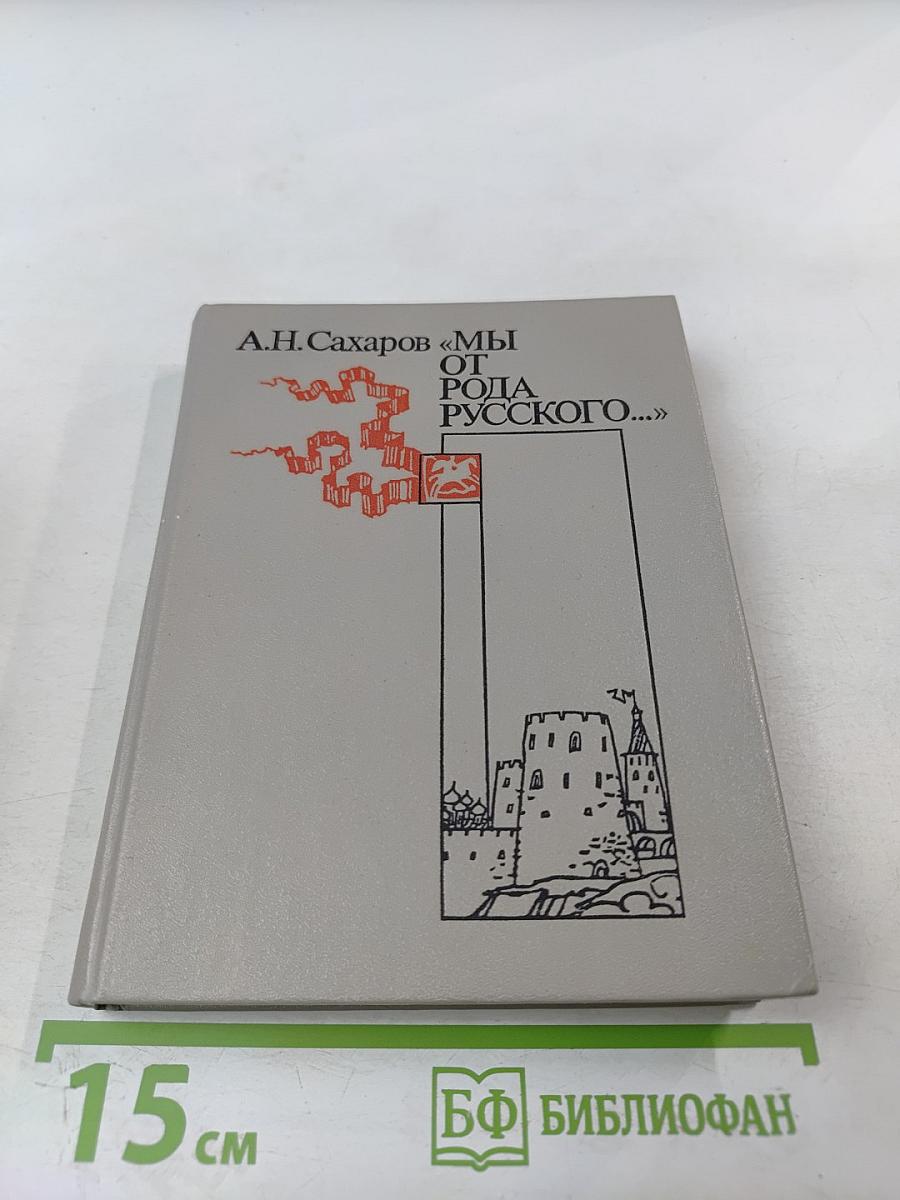 А.Н. Сахаров «МЫ
ОТ
РОДА
РУССКОГО...»
15 см
БФ БИБЛИОФАН